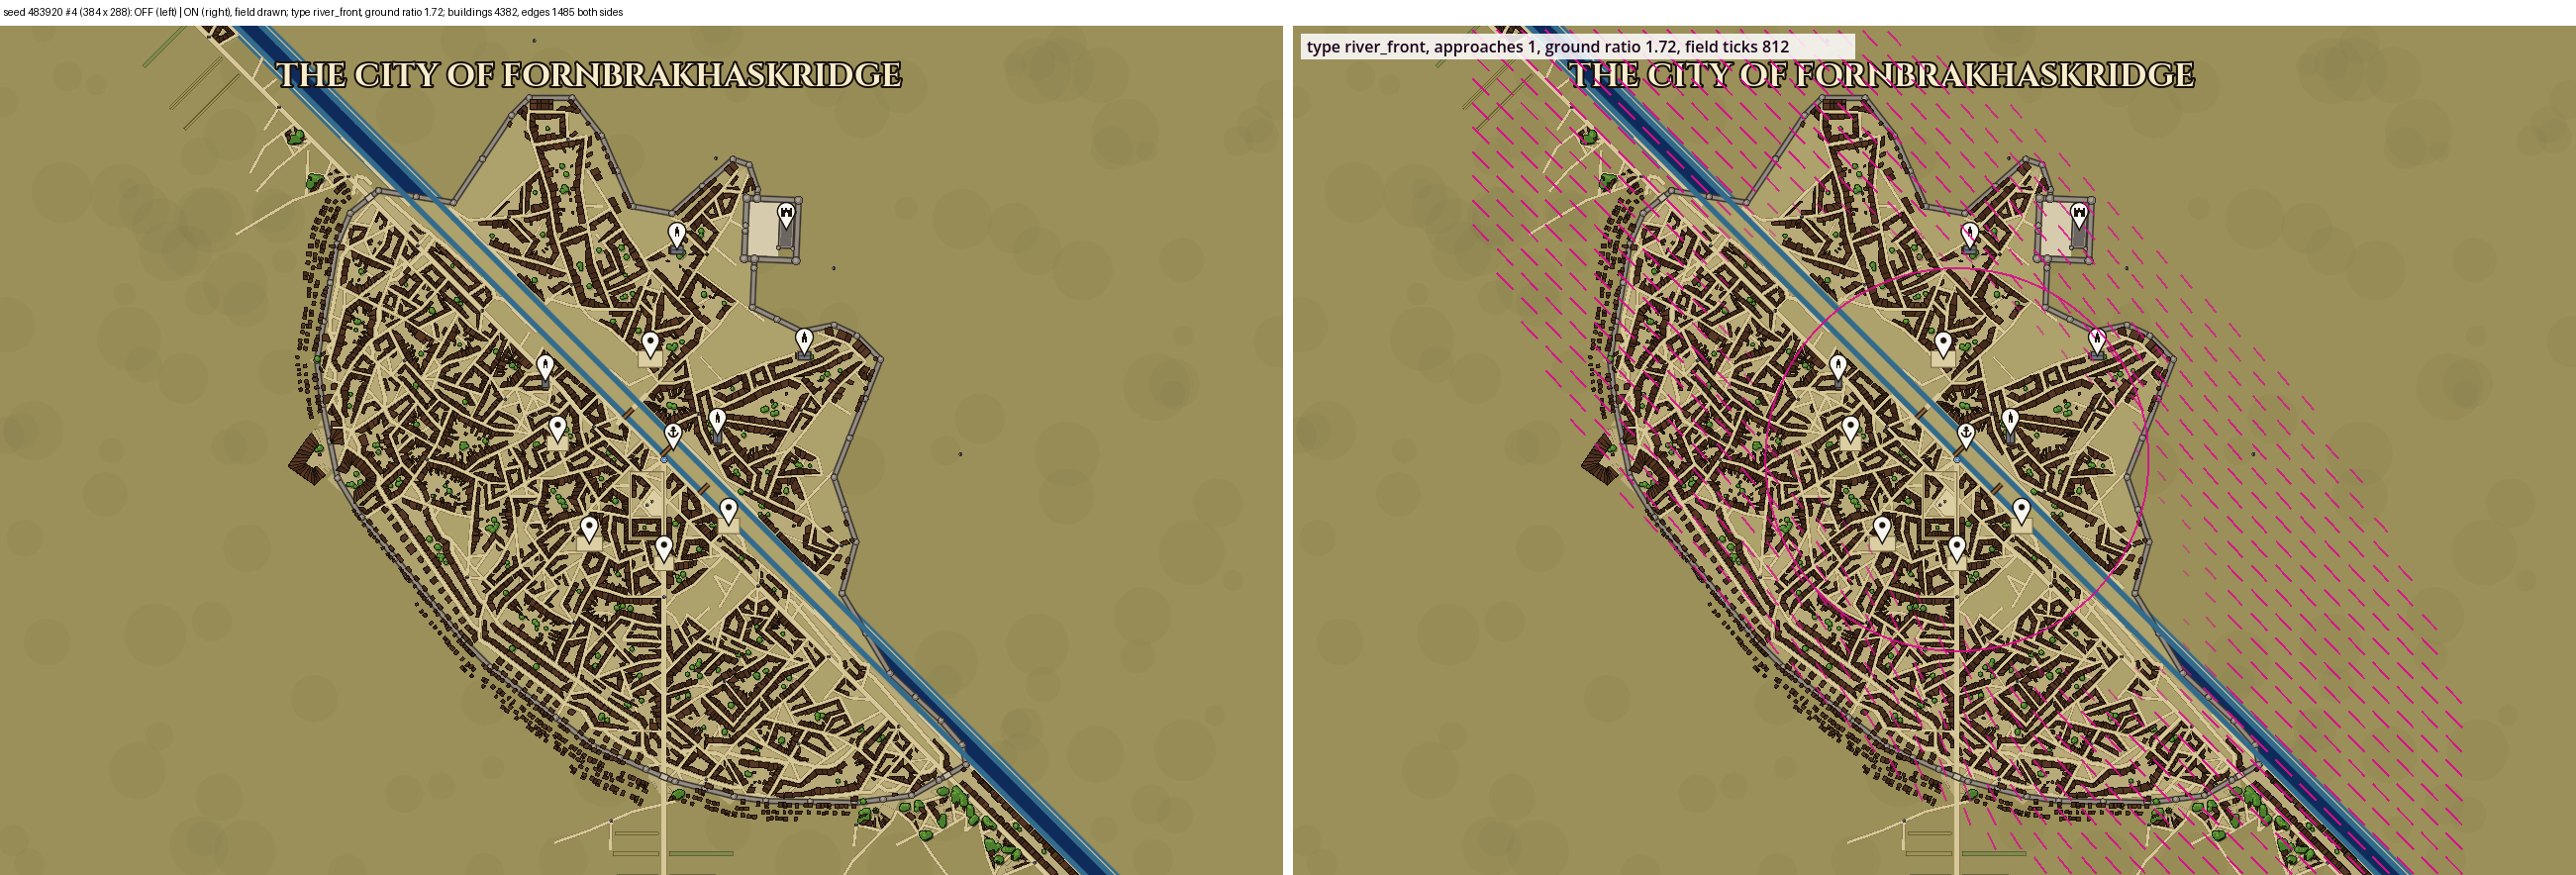 seed 483920 #4 (384 x 288): OFF (left) | ON (right), field drawn; type river_front, ground ratio 1.72; buildings 4382, edges 1485 both sides
THE CITY OF FORNBRAKHASKRIDGE
type river_front, approaches 1, ground ratio 1.72, field ticks 812
THE CITY OF FORNBRAKHASKRIDGE